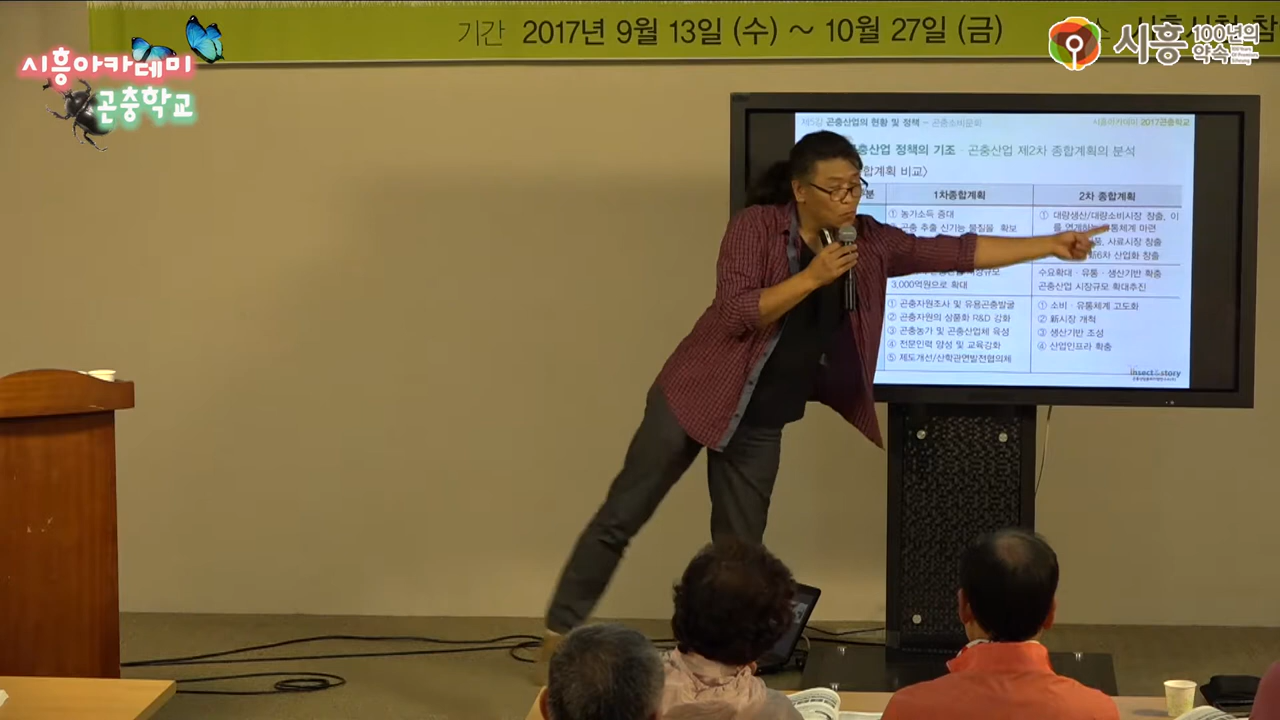 기간 2017년 9월 13일 (수) ~ 10월 27일 (금)
시흥아카데미
곤충학교
시흥 100년의 약속
제5강 곤충산업의 현황 및 정책 - 곤충소비문화
시흥아카데미 2017곤충학교
충산업 정책의 기조 · 곤충산업 제2차 종합계획의 분석
합계획 비교〉
분 1차종합계획 2차 종합계획
① 농가소득 증대
곤충 추출 신기능 물질을 확보
3,000억원으로 확대
① 곤충자원조사 및 유용곤충발굴
② 곤충자원의 상품화 R&D 강화
③ 곤충농가 및 곤충산업체 육성
④ 전문인력 양성 및 교육강화
⑤ 제도개선/산학관연발전협의체
① 대량생산/대량소비시장 창출, 이
를 연계하는 유통체계 마련
사료시장 창출
新6차 산업화 창출
수요확대 · 유통 · 생산기반 확충
곤충산업 시장규모 확대추진
① 소비 · 유통체계 고도화
② 新시장 개척
③ 생산기반 조성
④ 산업인프라 확충
insect&story